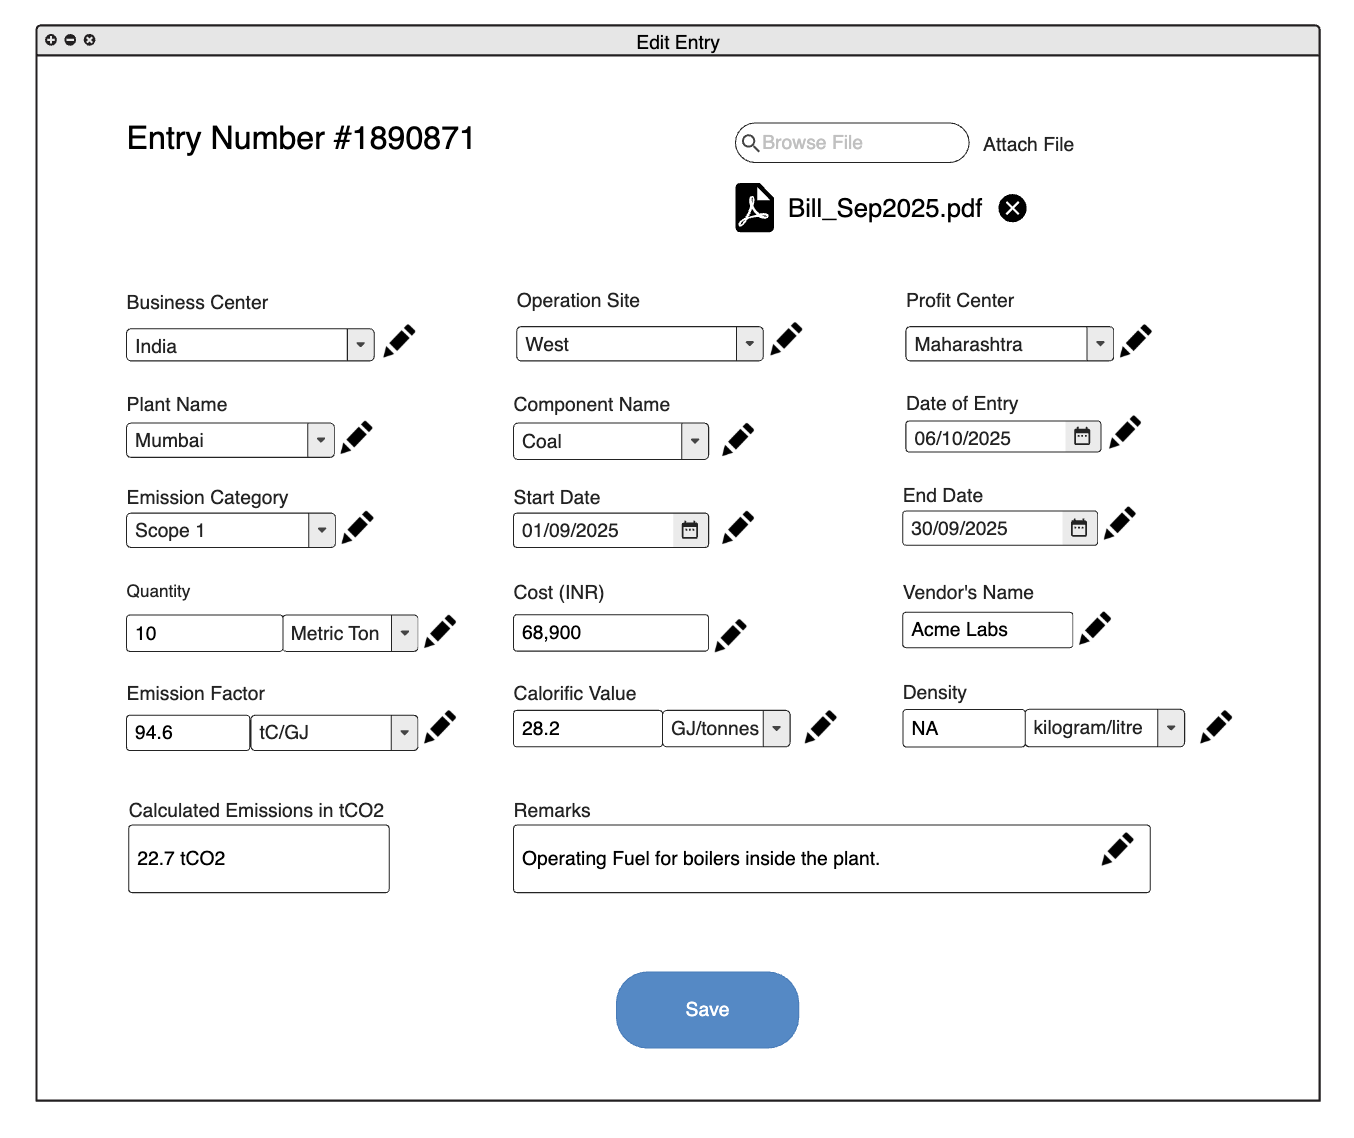 Edit Entry
Entry Number #1890871
Browse File
Attach File
Bill_Sep2025.pdf
Business Center
Operation Site
Profit Center
India
West
Maharashtra
Plant Name
Component Name
Date of Entry
Mumbai
Coal
06/10/2025
Emission Category
Start Date
End Date
Scope 1
01/09/2025
30/09/2025
Quantity
Cost (INR)
Vendor's Name
10
Metric Ton
68,900
Acme Labs
Emission Factor
Calorific Value
Density
94.6
tC/GJ
28.2
GJ/tonnes
NA
kilogram/litre
Calculated Emissions in tCO2
Remarks
22.7 tCO2
Operating Fuel for boilers inside the plant.
Save